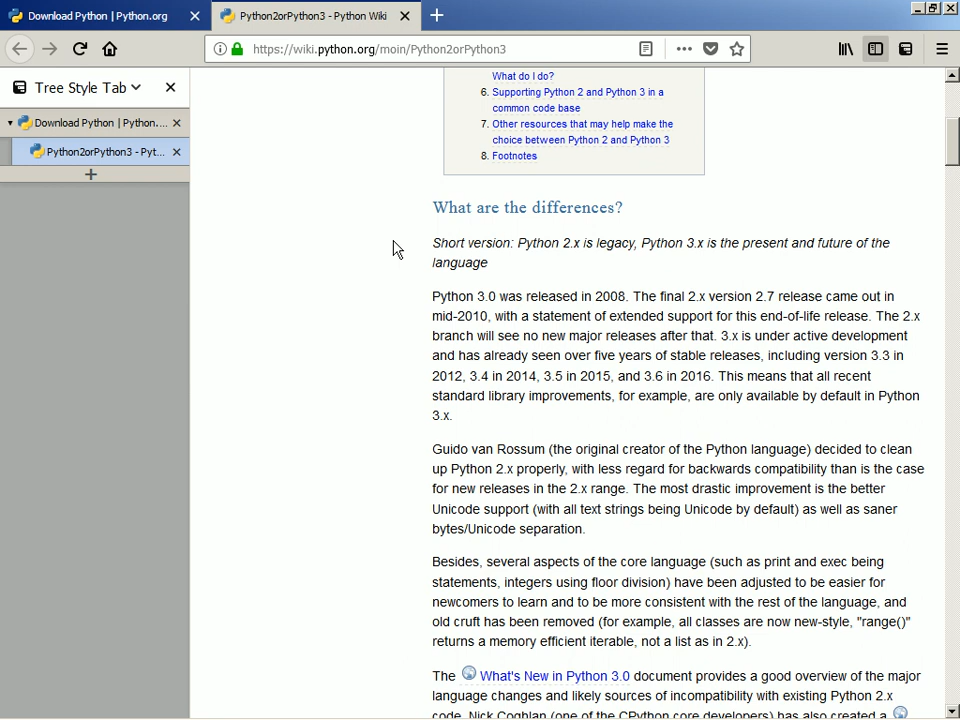 Download Python | Python.org
Python2orPython3 - Python Wiki
https://wiki.python.org/moin/Python2orPython3
Tree Style Tab
Download Python | Python....
Python2orPython3 - Pyt...
What do I do?
6. Supporting Python 2 and Python 3 in a
common code base
7. Other resources that may help make the
choice between Python 2 and Python 3
8. Footnotes
What are the differences?
Short version: Python 2.x is legacy, Python 3.x is the present and future of the
language
Python 3.0 was released in 2008. The final 2.x version 2.7 release came out in
mid-2010, with a statement of extended support for this end-of-life release. The 2.x
branch will see no new major releases after that. 3.x is under active development
and has already seen over five years of stable releases, including version 3.3 in
2012, 3.4 in 2014, 3.5 in 2015, and 3.6 in 2016. This means that all recent
standard library improvements, for example, are only available by default in Python
3.x.
Guido van Rossum (the original creator of the Python language) decided to clean
up Python 2.x properly, with less regard for backwards compatibility than is the case
for new releases in the 2.x range. The most drastic improvement is the better
Unicode support (with all text strings being Unicode by default) as well as saner
bytes/Unicode separation.
Besides, several aspects of the core language (such as print and exec being
statements, integers using floor division) have been adjusted to be easier for
newcomers to learn and to be more consistent with the rest of the language, and
old cruft has been removed (for example, all classes are now new-style, "range()"
returns a memory efficient iterable, not a list as in 2.x).
The What's New in Python 3.0 document provides a good overview of the major
language changes and likely sources of incompatibility with existing Python 2.x
code. Nick Coghlan (one of the CPython core developers) has also created a